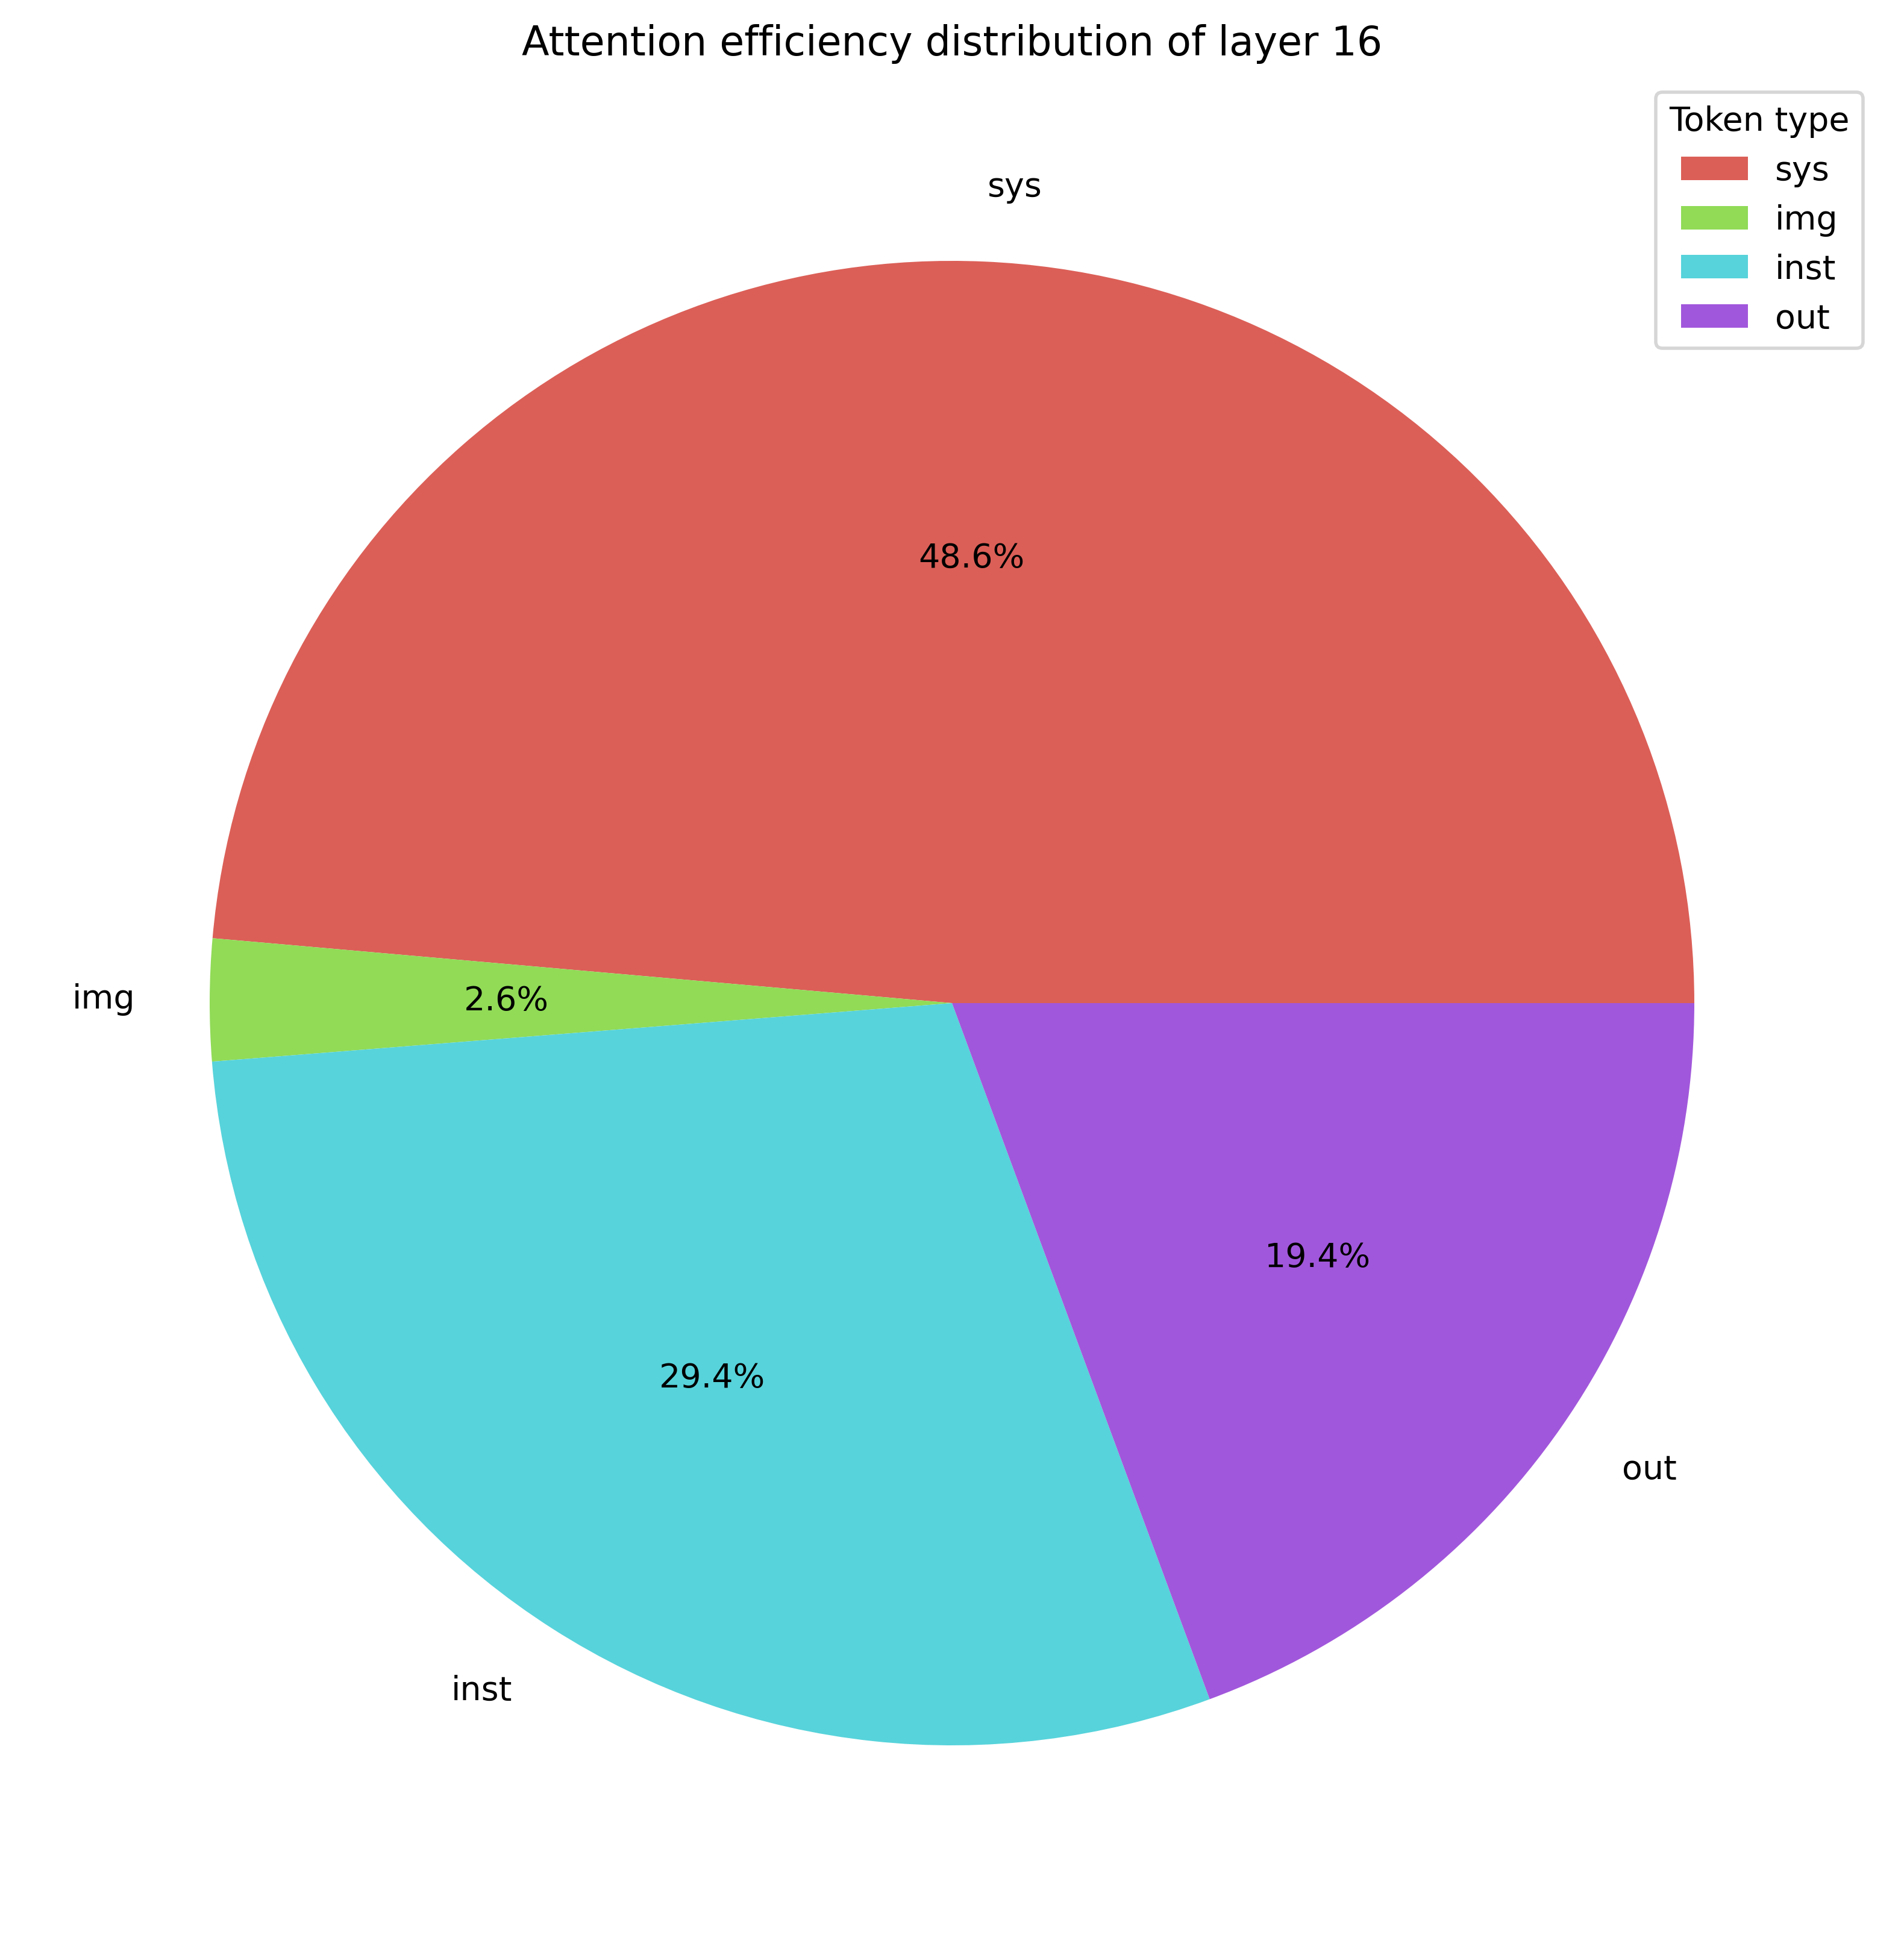 Attention efficiency distribution of layer 16
Token type
sys
img
inst
out
sys
48.6%
img
2.6%
29.4%
19.4%
out
inst